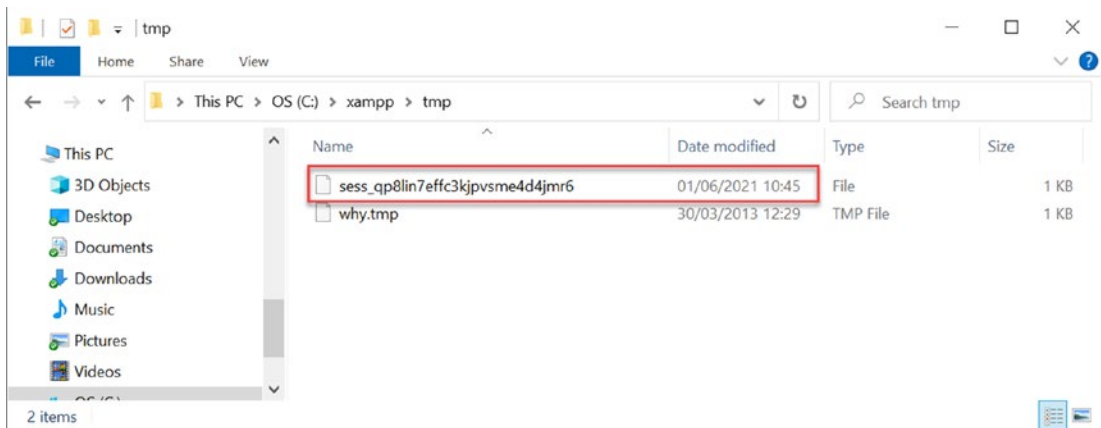 tmp
File Home Share View
This PC > OS (C:) > xampp > tmp
Search tmp
Name Date modified Type Size
This PC
3D Objects
Desktop
Documents
Downloads
Music
Pictures
Videos
OS (C:)
sess_qp8lin7effc3kjpvsme4d4jmr6 01/06/2021 10:45 File 1 KB
why.tmp 30/03/2013 12:29 TMP File 1 KB
2 items